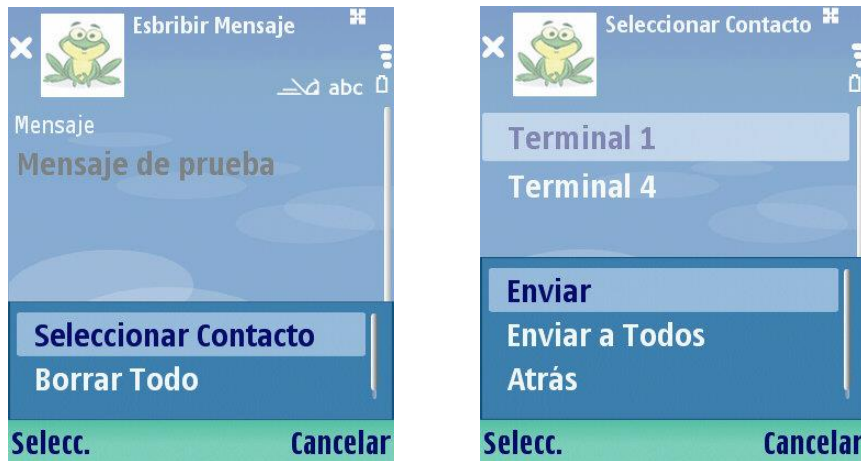 Esbribir Mensaje
abc
Mensaje
Mensaje de prueba
Seleccionar Contacto
Borrar Todo
Selecc. Cancelar
Seleccionar Contacto
Terminal 1
Terminal 4
Enviar
Enviar a Todos
Atrás
Selecc. Cancelar